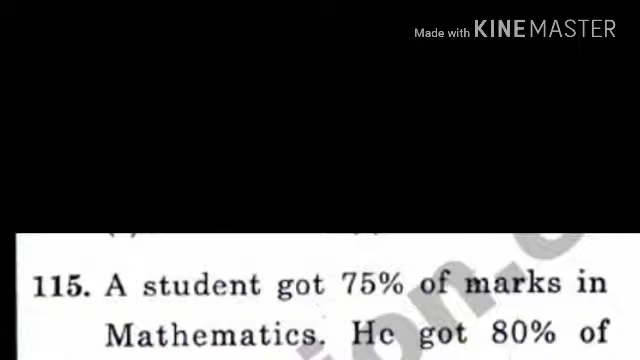 Made with KINEMASTER
115. A student got 75% of marks in
Mathematics. He got 80% of